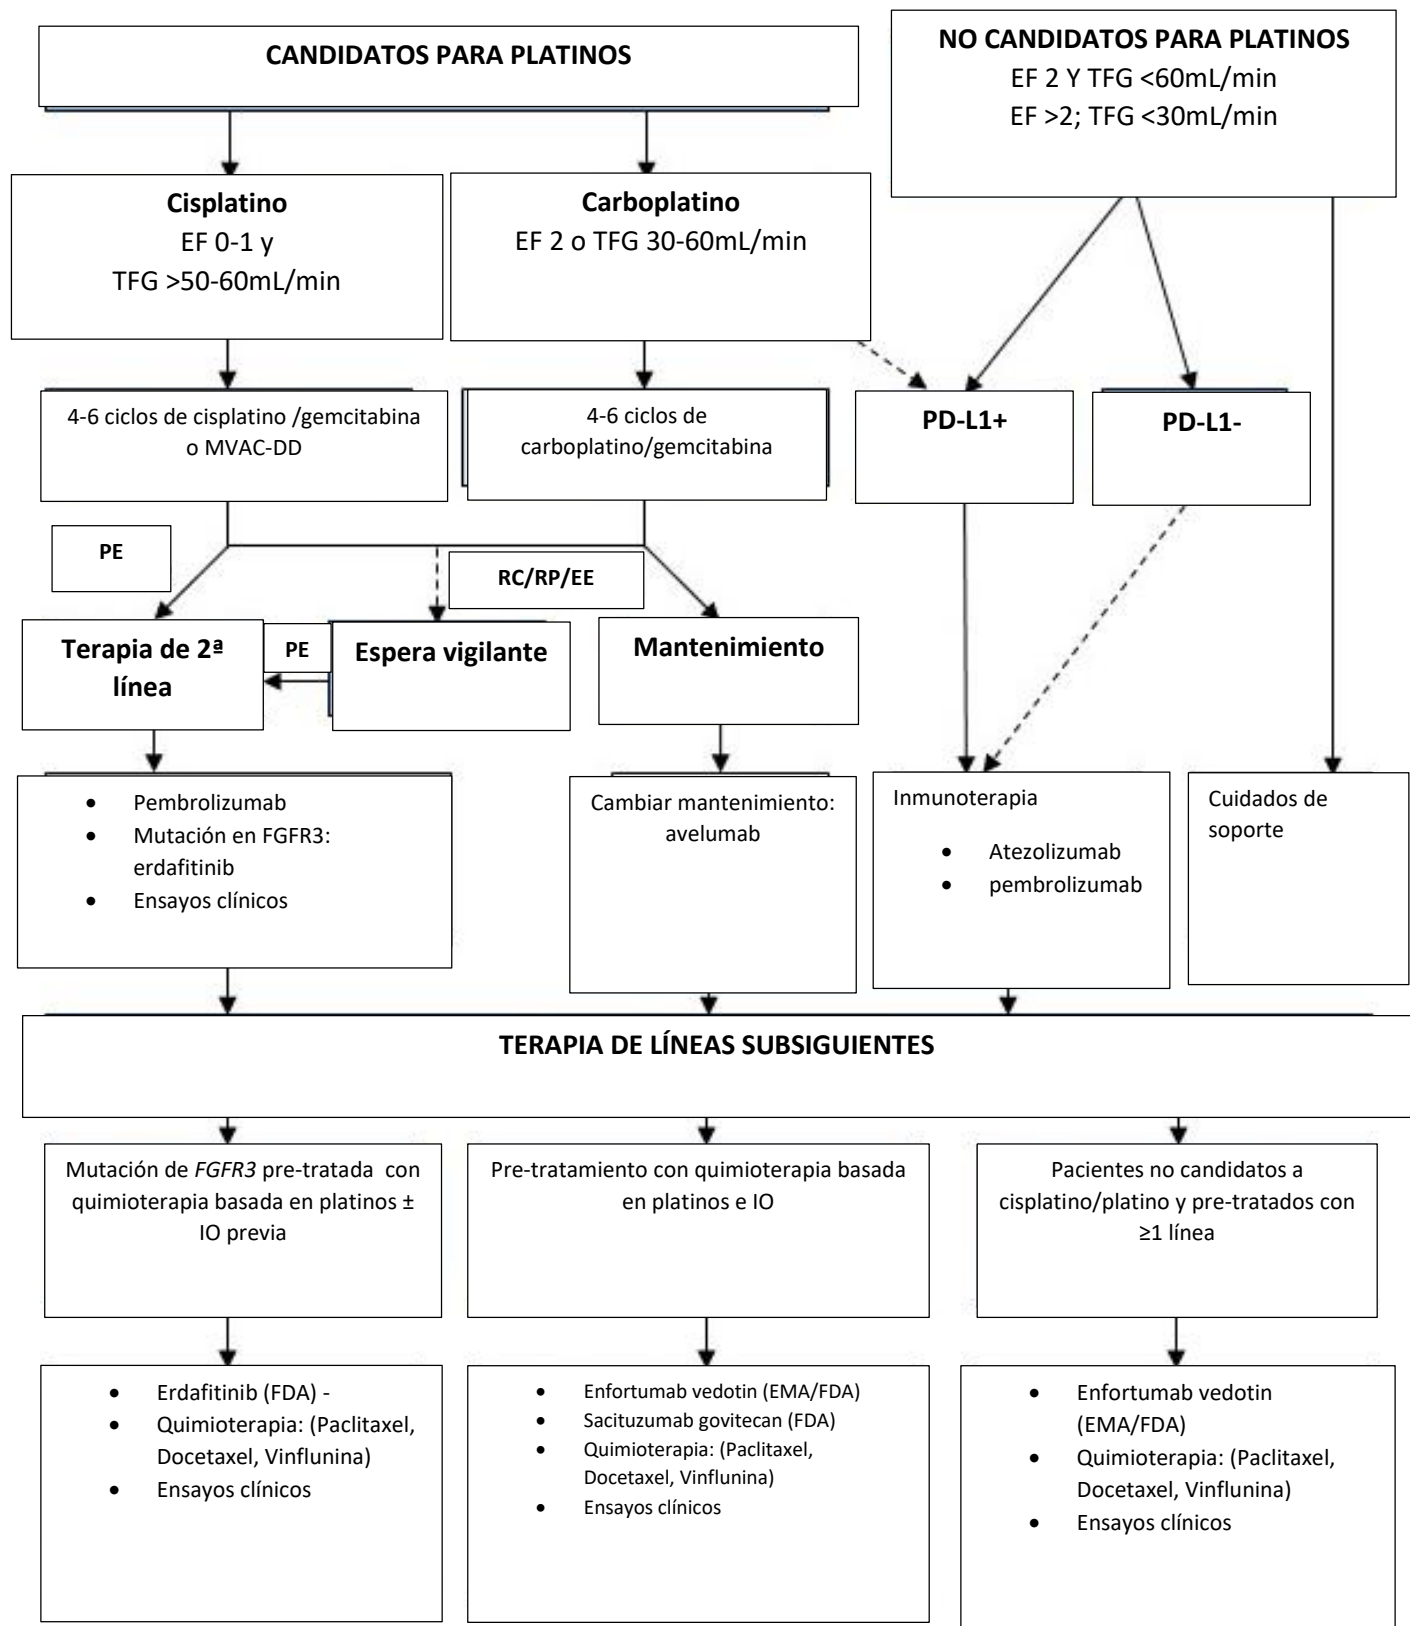 CANDIDATOS PARA PLATINOS
NO CANDIDATOS PARA PLATINOS
EF 2 Y TFG <60mL/min
EF >2; TFG <30mL/min
Cisplatino
EF 0-1 y
TFG >50-60mL/min
Carboplatino
EF 2 o TFG 30-60mL/min
4-6 ciclos de cisplatino /gemcitabina
o MVAC-DD
4-6 ciclos de
carboplatino/gemcitabina
PD-L1+
PD-L1-
PE
RC/RP/EE
Terapia de 2ª
línea
PE
Espera vigilante
Mantenimiento
• Pembrolizumab
• Mutación en FGFR3:
erdafitinib
• Ensayos clínicos
Cambiar mantenimiento:
avelumab
Inmunoterapia
• Atezolizumab
• pembrolizumab
Cuidados de
soporte
TERAPIA DE LÍNEAS SUBSIGUIENTES
Mutación de FGFR3 pre-tratada con
quimioterapia basada en platinos ±
IO previa
Pre-tratamiento con quimioterapia basada
en platinos e IO
Pacientes no candidatos a
cisplatino/platino y pre-tratados con
≥1 línea
• Erdafitinib (FDA) -
• Quimioterapia: (Paclitaxel,
Docetaxel, Vinflunina)
• Ensayos clínicos
• Enfortumab vedotin (EMA/FDA)
• Sacituzumab govitecan (FDA)
• Quimioterapia: (Paclitaxel,
Docetaxel, Vinflunina)
• Ensayos clínicos
• Enfortumab vedotin
(EMA/FDA)
• Quimioterapia: (Paclitaxel,
Docetaxel, Vinflunina)
• Ensayos clínicos